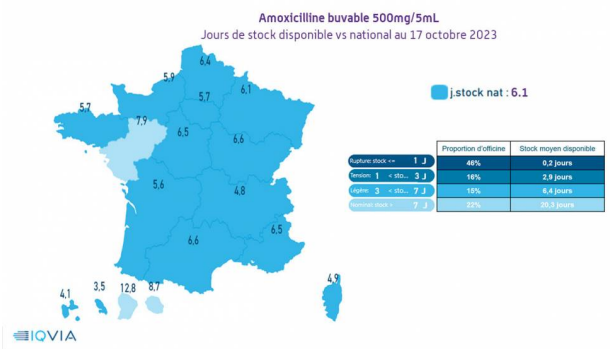 Amoxicilline buvable 500mg/5mL
Jours de stock disponible vs national au 17 octobre 2023
6,4
5,9
6,1
5,7
5,7
7,9
6,5
6,6
5,6
4,8
6,5
6,6
4,9
4,1
3,5
12,8
8,7
j.stock nat : 6.1
Proportion d'officine Stock moyen disponible
Rupture: stock <= 1 J 46% 0,2 jours
Tension: 1 < sto... 3 J 16% 2,9 jours
3 < sto... 7 J 15% 6,4 jours
stock > 7 J 22% 20,3 jours
IQVIA